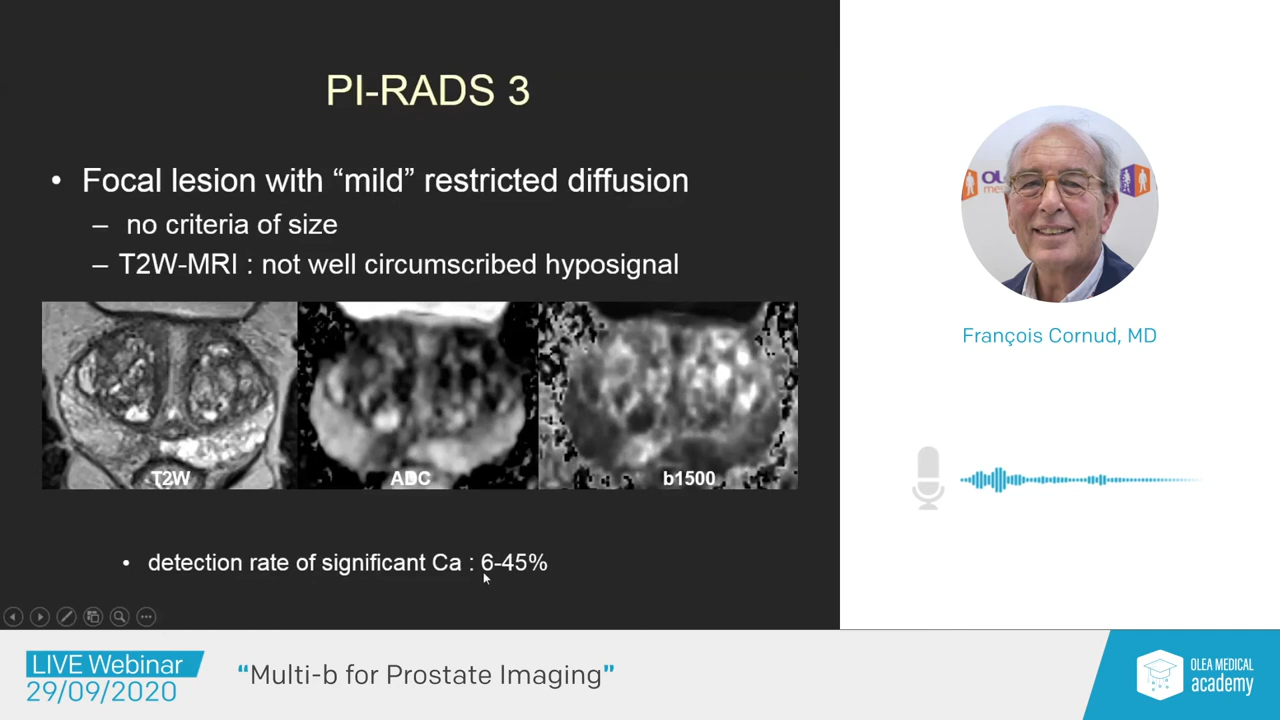 PI-RADS 3
• Focal lesion with “mild” restricted diffusion
– no criteria of size
– T2W-MRI : not well circumscribed hyposignal
T2W
ADC
b1500
• detection rate of significant Ca : 6-45%
François Cornud, MD
LIVE Webinar
29/09/2020
“Multi-b for Prostate Imaging”
OLEA MEDICAL
academy